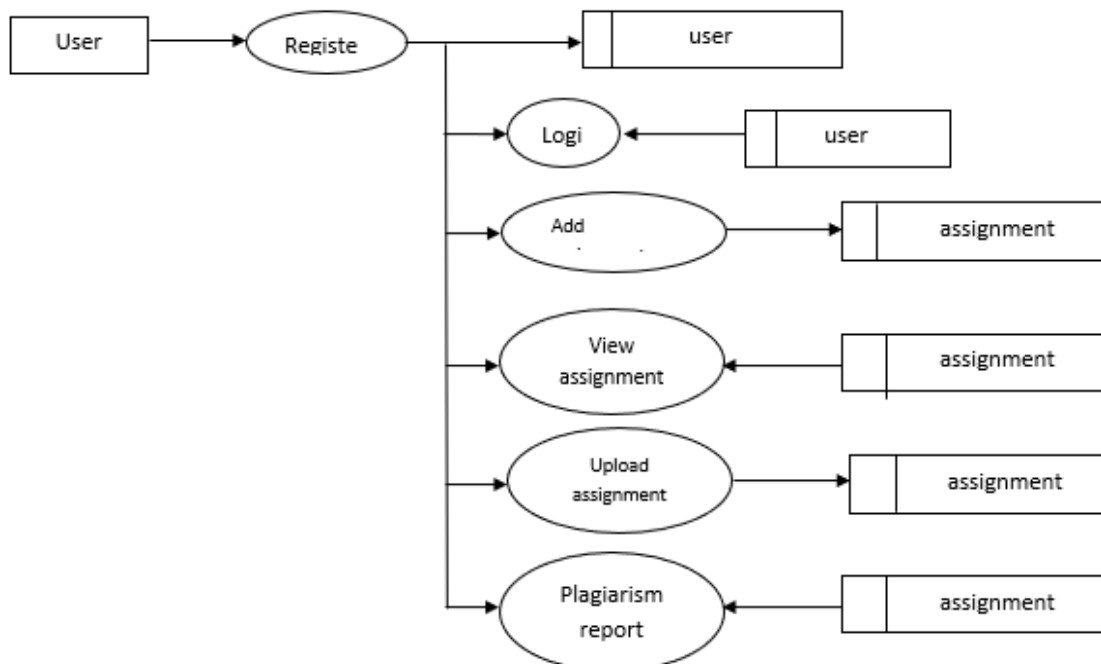 User
Registe
user
Logi
user
Add
assignment
View
assignment
assignment
Upload
assignment
assignment
Plagiarism
report
assignment